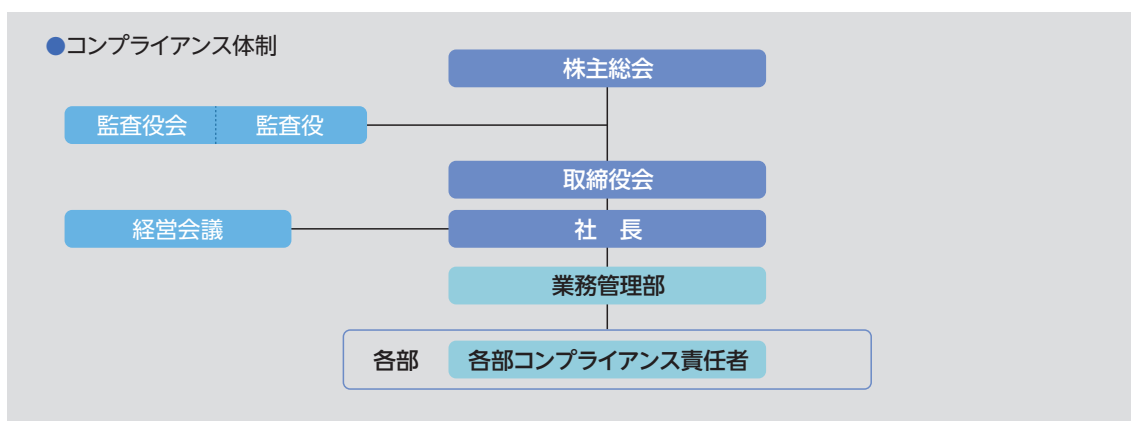 ●コンプライアンス体制
株主総会
監査役会 監査役
取締役会
経営会議
社　長
業務管理部
各部 各部コンプライアンス責任者